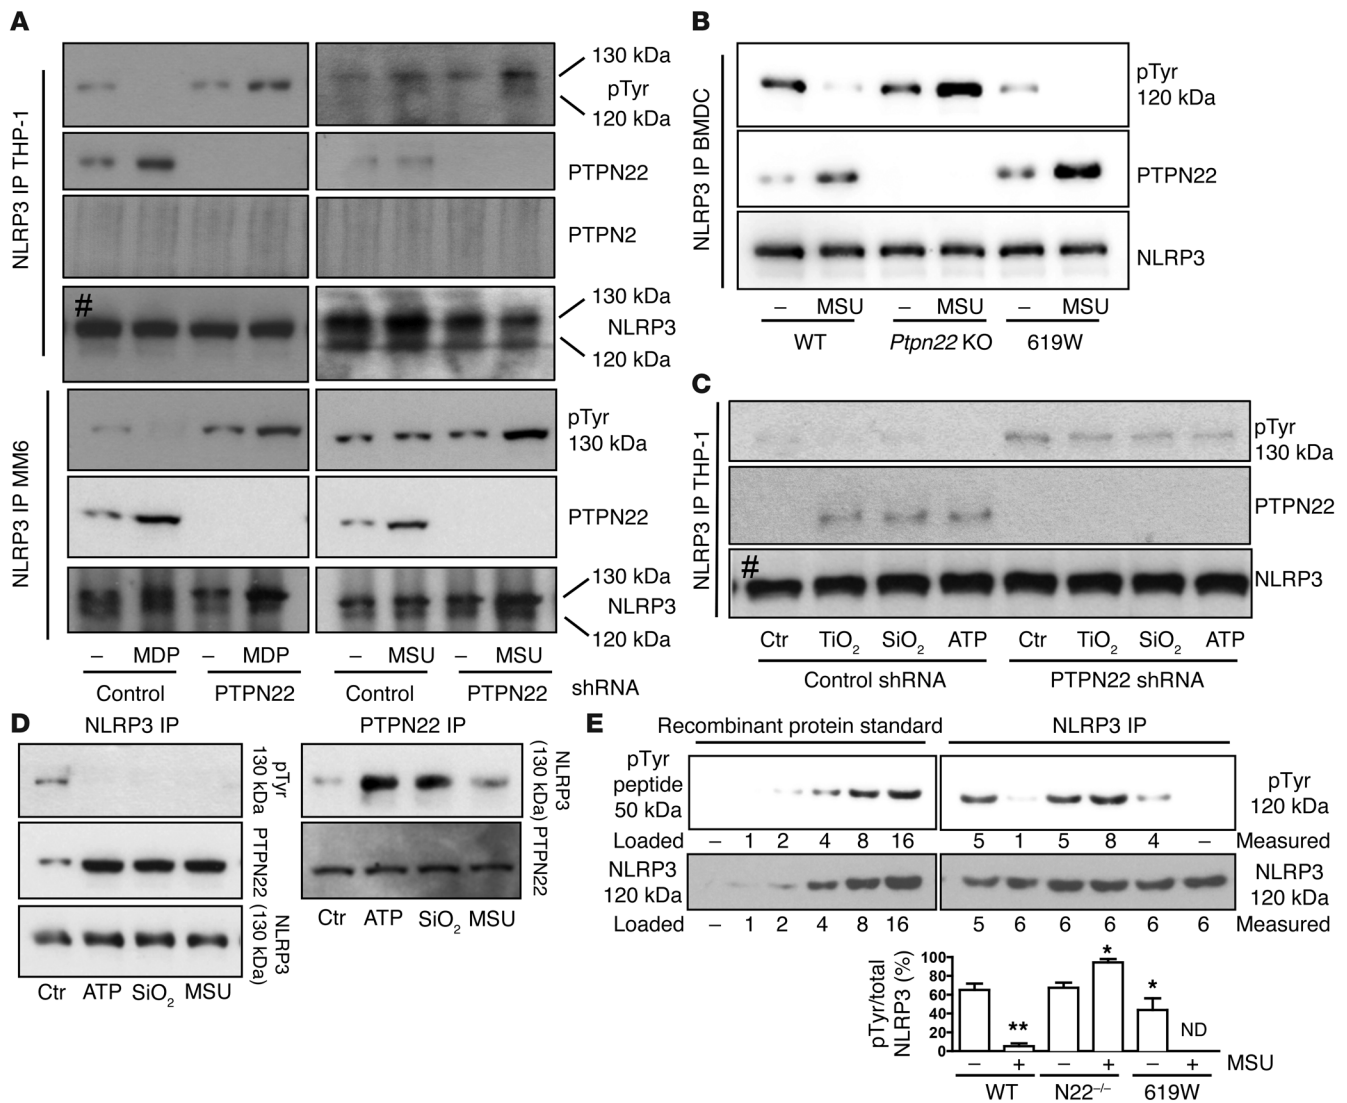 A
NLRP3 IP THP-1
130 kDa
pTyr
120 kDa
PTPN22
PTPN2
#
130 kDa
NLRP3
120 kDa
NLRP3 IP MM6
pTyr
130 kDa
PTPN22
130 kDa
NLRP3
120 kDa
– MDP – MDP – MSU – MSU
Control PTPN22 Control PTPN22 shRNA
B
NLRP3 IP BMDC
pTyr
120 kDa
PTPN22
NLRP3
– MSU – MSU – MSU
WT Ptpn22 KO 619W
C
NLRP3 IP THP-1
pTyr
130 kDa
PTPN22
#
NLRP3
Ctr TiO2 SiO2 ATP Ctr TiO2 SiO2 ATP
Control shRNA PTPN22 shRNA
D
NLRP3 IP
pTyr
130 kDa
PTPN22
NLRP3
(130 kDa)
Ctr ATP SiO2 MSU
PTPN22 IP
NLRP3
(130 kDa)
PTPN22
Ctr ATP SiO2 MSU
E
Recombinant protein standard NLRP3 IP
pTyr
peptide
50 kDa
pTyr
120 kDa
Loaded – 1 2 4 8 16 5 1 5 8 4 – Measured
NLRP3
120 kDa
NLRP3
120 kDa
Loaded – 1 2 4 8 16 5 6 6 6 6 6 Measured
pTyr/total
NLRP3 (%)
100
80
60
40
20
0
**
*
*
ND
– + – + – + MSU
WT N22–/– 619W